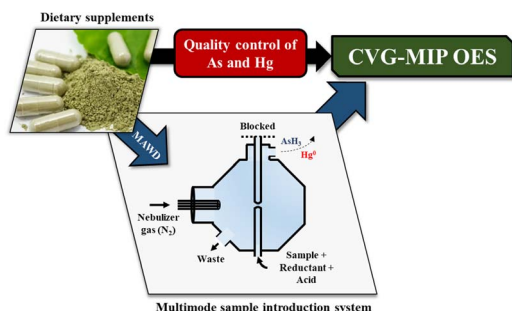 Dietary supplements
Quality control of
As and Hg
CVG-MIP OES
MAWD
Blocked
AsH₃
Hg⁰
Nebulizer
gas (N₂)
Waste
Sample +
Reductant +
Acid
Multimode sample introduction system